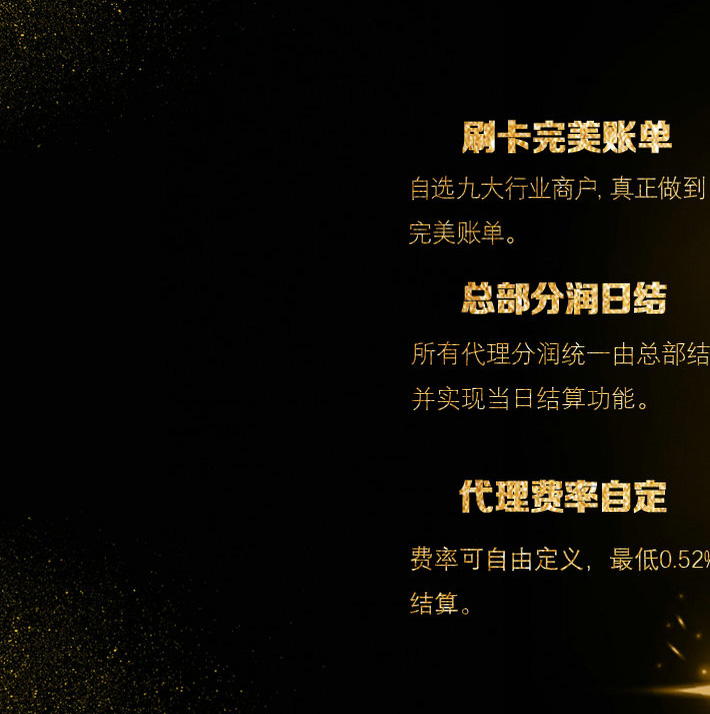 刷卡完美账单
自选九大行业商户, 真正做到
完美账单。
总部分润日结
所有代理分润统一由总部结
并实现当日结算功能。
代理费率自定
费率可自由定义，最低0.52%
结算。